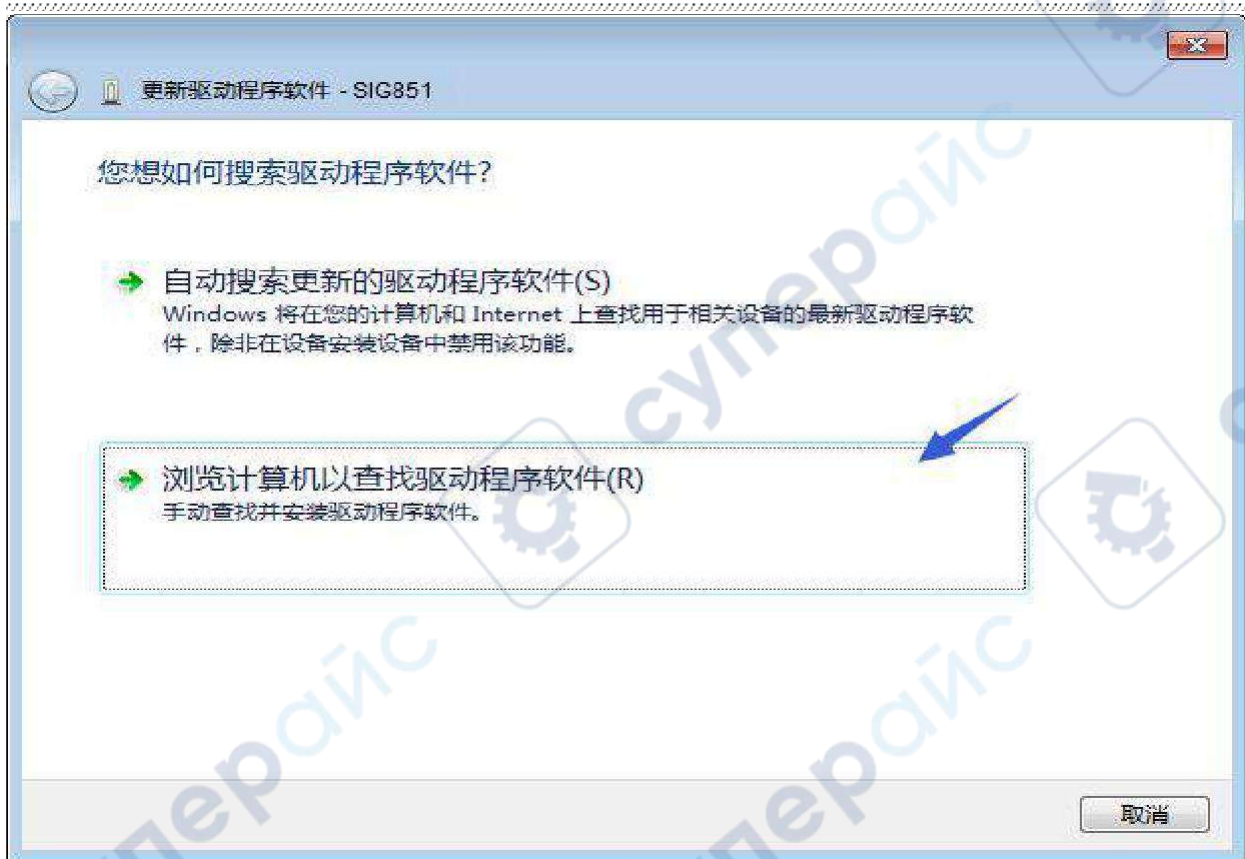 更新驱动程序软件 - SIG851
您想如何搜索驱动程序软件?
自动搜索更新的驱动程序软件(S)
Windows 将在您的计算机和 Internet 上查找用于相关设备的最新驱动程序软
件，除非在设备安装设备中禁用该功能。
浏览计算机以查找驱动程序软件(R)
手动查找并安装驱动程序软件。
取消
суперайс